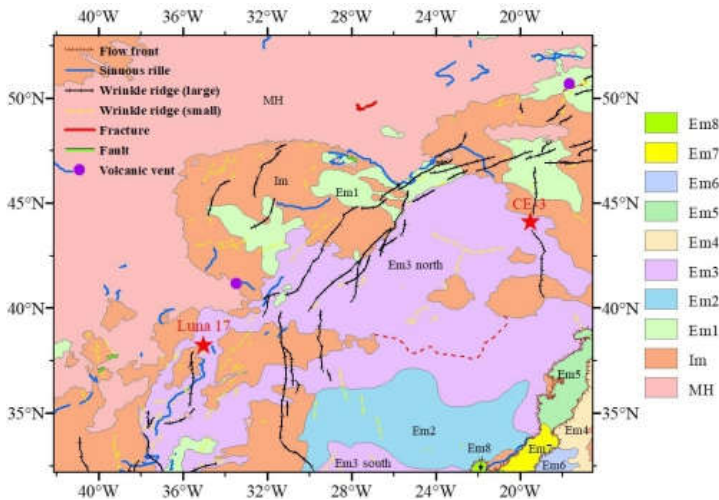 40°W 35°W 32°W 28°W 24°W 20°W
Flow front
Sinuous rille
Wrinkle ridge (large)
Wrinkle ridge (small)
Fracture
Fault
Volcanic vent
50°N
45°N
40°N
35°N
50°N
45°N
40°N
35°N
MH
Im
Em1
CE-3
Em3 north
Luna 17
Em5
Em4
Em2
Em8
Em7
Em3 south
Em6
40°W 35°W 32°W 28°W 24°W 20°W
Em8
Em7
Em6
Em5
Em4
Em3
Em2
Em1
Im
MH